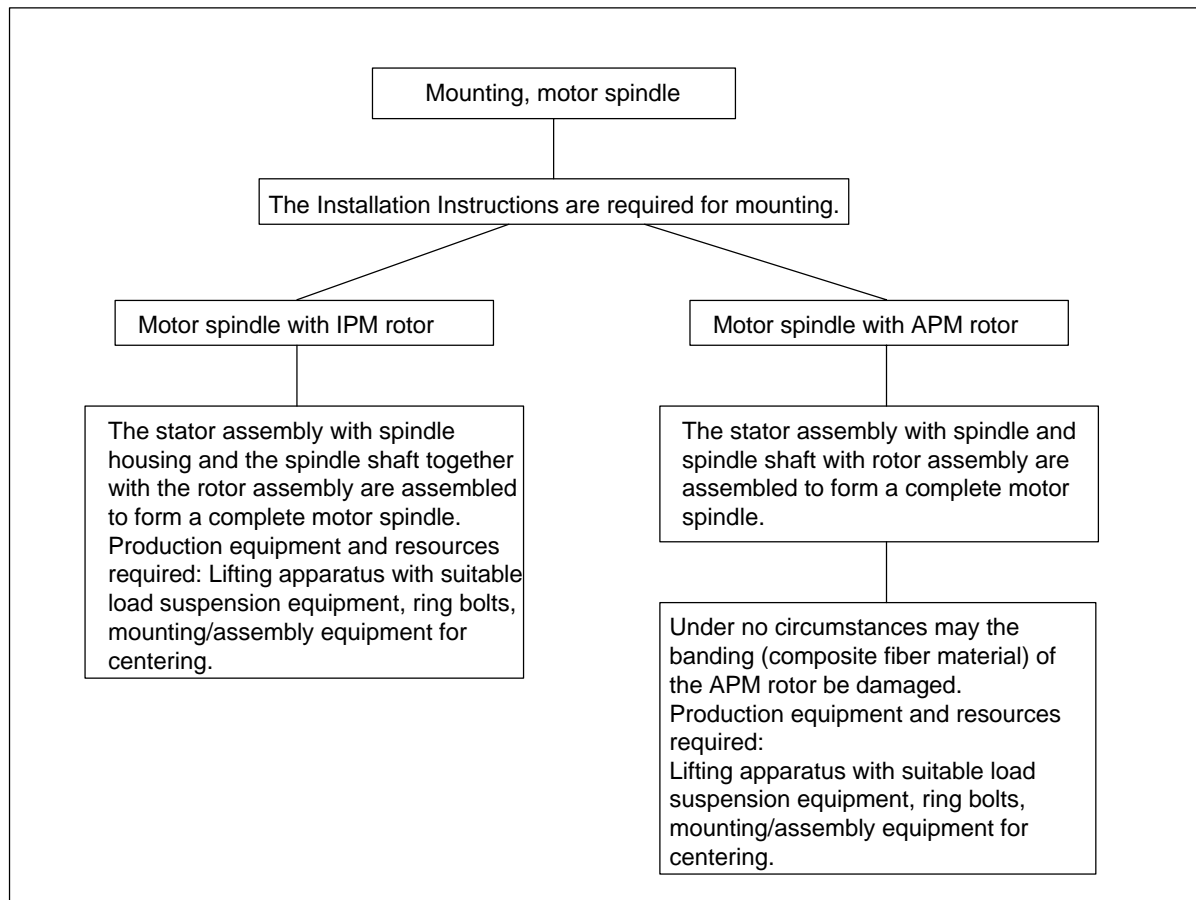 Mounting, motor spindle
The Installation Instructions are required for mounting.
Motor spindle with IPM rotor
Motor spindle with APM rotor
The stator assembly with spindle
housing and the spindle shaft together
with the rotor assembly are assembled
to form a complete motor spindle.
Production equipment and resources
required: Lifting apparatus with suitable
load suspension equipment, ring bolts,
mounting/assembly equipment for
centering.
The stator assembly with spindle and
spindle shaft with rotor assembly are
assembled to form a complete motor
spindle.
Under no circumstances may the
banding (composite fiber material) of
the APM rotor be damaged.
Production equipment and resources
required:
Lifting apparatus with suitable load
suspension equipment, ring bolts,
mounting/assembly equipment for
centering.